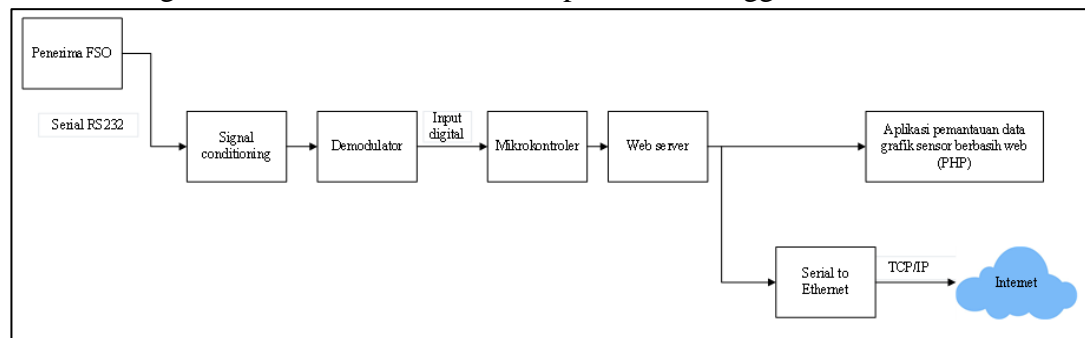 Penerima FSO
Serial RS232
Signal
conditioning
Demodulator
Input
digital
Mikrokontroler
Web server
Aplikasi pemantauan data
grafik sensor berbasih web
(PHP)
Serial to
Ethernet
TCP/IP
Internet